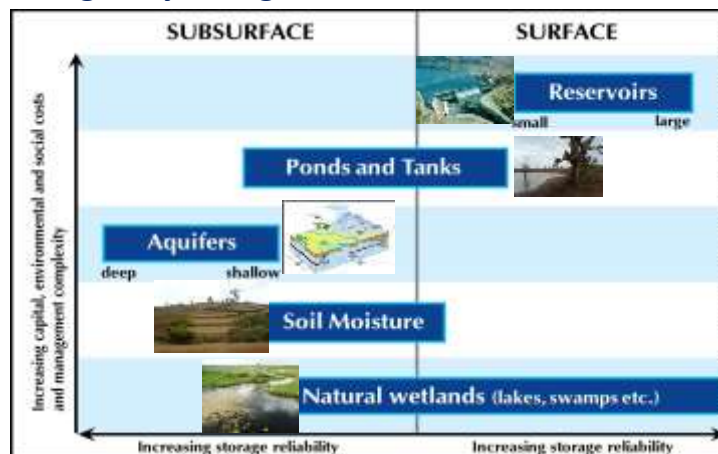 SUBSURFACE
SURFACE
Increasing capital, environmental and social costs
and management complexity
Reservoirs
small
large
Ponds and Tanks
Aquifers
deep
shallow
Soil Moisture
Natural wetlands (lakes, swamps etc.)
Increasing storage reliability
Increasing storage reliability